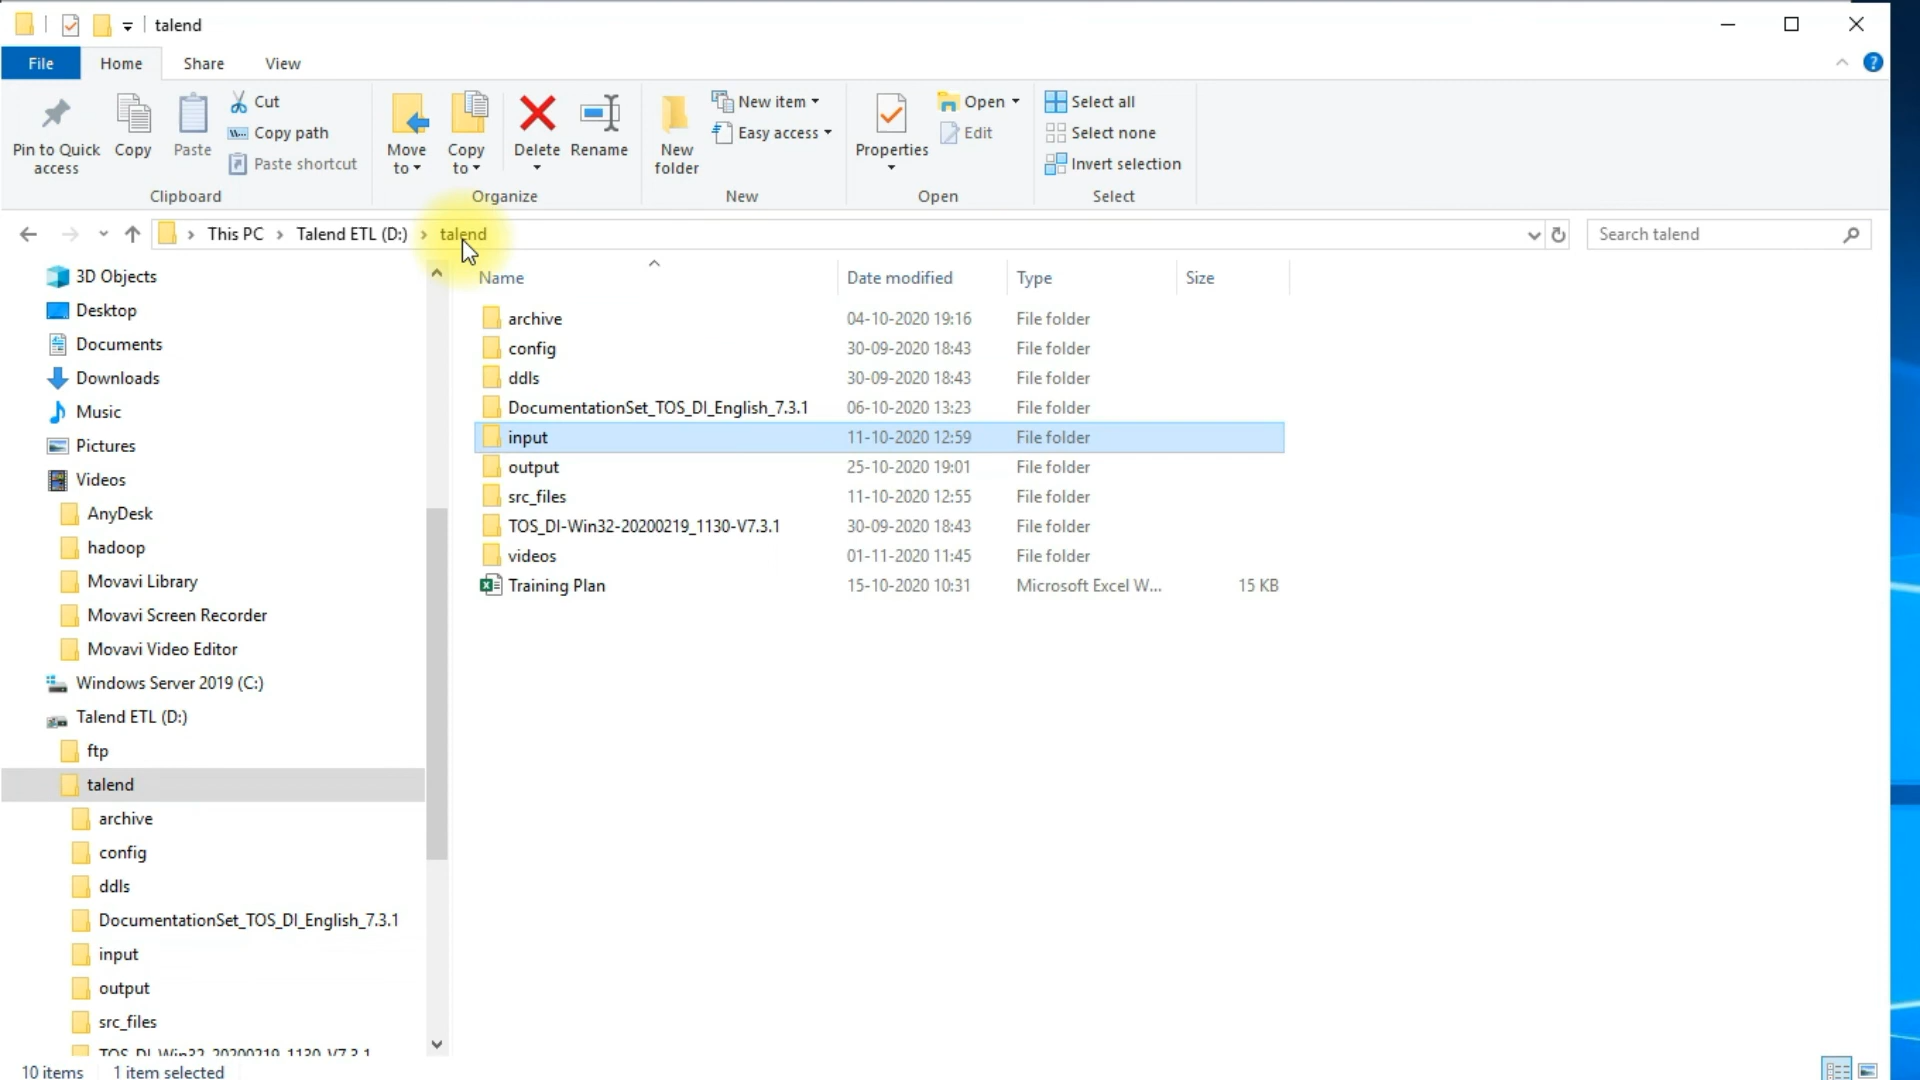 talend
File Home Share View
Pin to Quick access
Copy
Paste
Cut
Copy path
Paste shortcut
Clipboard
Move to
Copy to
Delete
Rename
Organize
New folder
New item
Easy access
New
Properties
Open
Edit
Open
Select all
Select none
Invert selection
Select
This PC Talend ETL (D:) talend
Search talend
3D Objects
Desktop
Documents
Downloads
Music
Pictures
Videos
AnyDesk
hadoop
Movavi Library
Movavi Screen Recorder
Movavi Video Editor
Windows Server 2019 (C:)
Talend ETL (D:)
ftp
talend
archive
config
ddls
DocumentationSet_TOS_DI_English_7.3.1
input
output
src_files
TOS_DI-Win32-20200219_1130-V7.3.1
Name Date modified Type Size
archive 04-10-2020 19:16 File folder
config 30-09-2020 18:43 File folder
ddls 30-09-2020 18:43 File folder
DocumentationSet_TOS_DI_English_7.3.1 06-10-2020 13:23 File folder
input 11-10-2020 12:59 File folder
output 25-10-2020 19:01 File folder
src_files 11-10-2020 12:55 File folder
TOS_DI-Win32-20200219_1130-V7.3.1 30-09-2020 18:43 File folder
videos 01-11-2020 11:45 File folder
Training Plan 15-10-2020 10:31 Microsoft Excel W... 15 KB
10 items 1 item selected